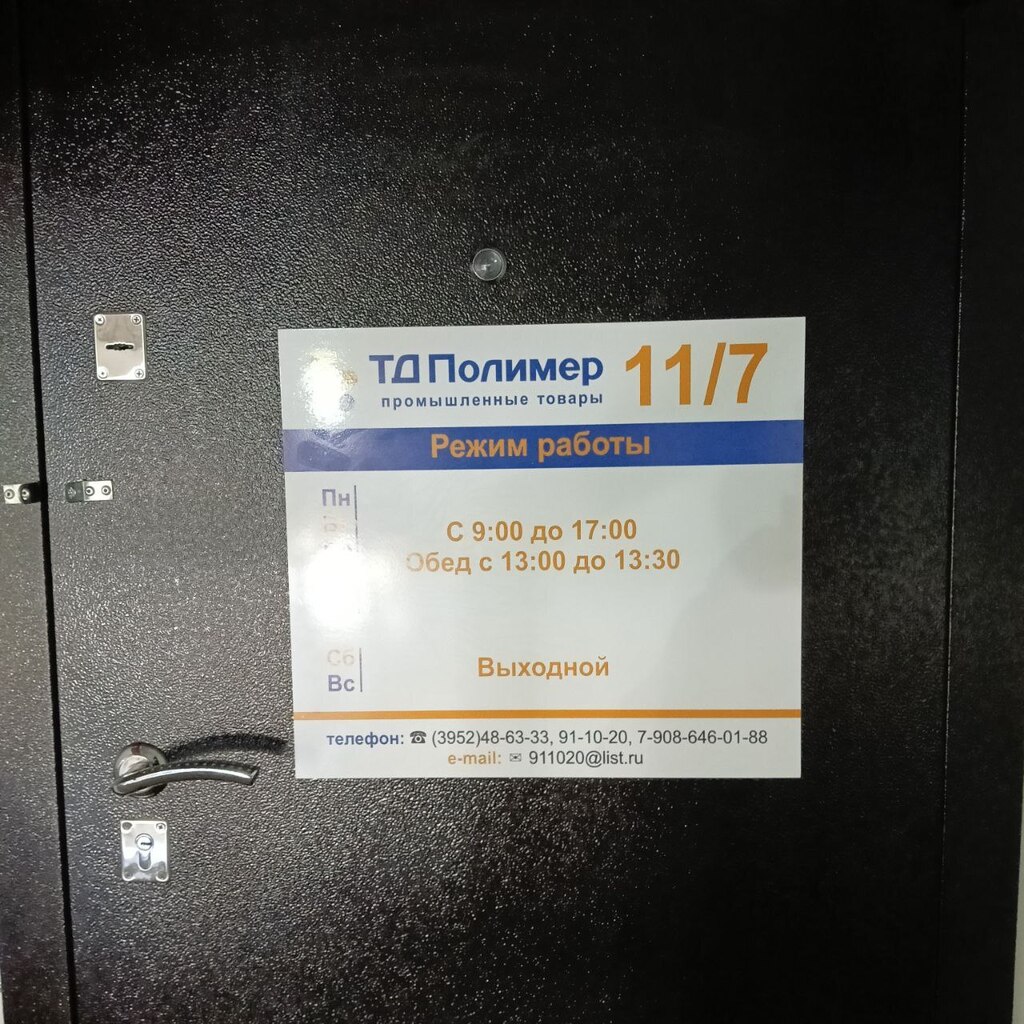 ТД Полимер 11/7
промышленные товары
Режим работы
Пн
С 9:00 до 17:00
Обед с 13:00 до 13:30
Сб
Выходной
Вс
телефон: ☎ (3952)48-63-33, 91-10-20, 7-908-646-01-88
e-mail: ✉ 911020@list.ru